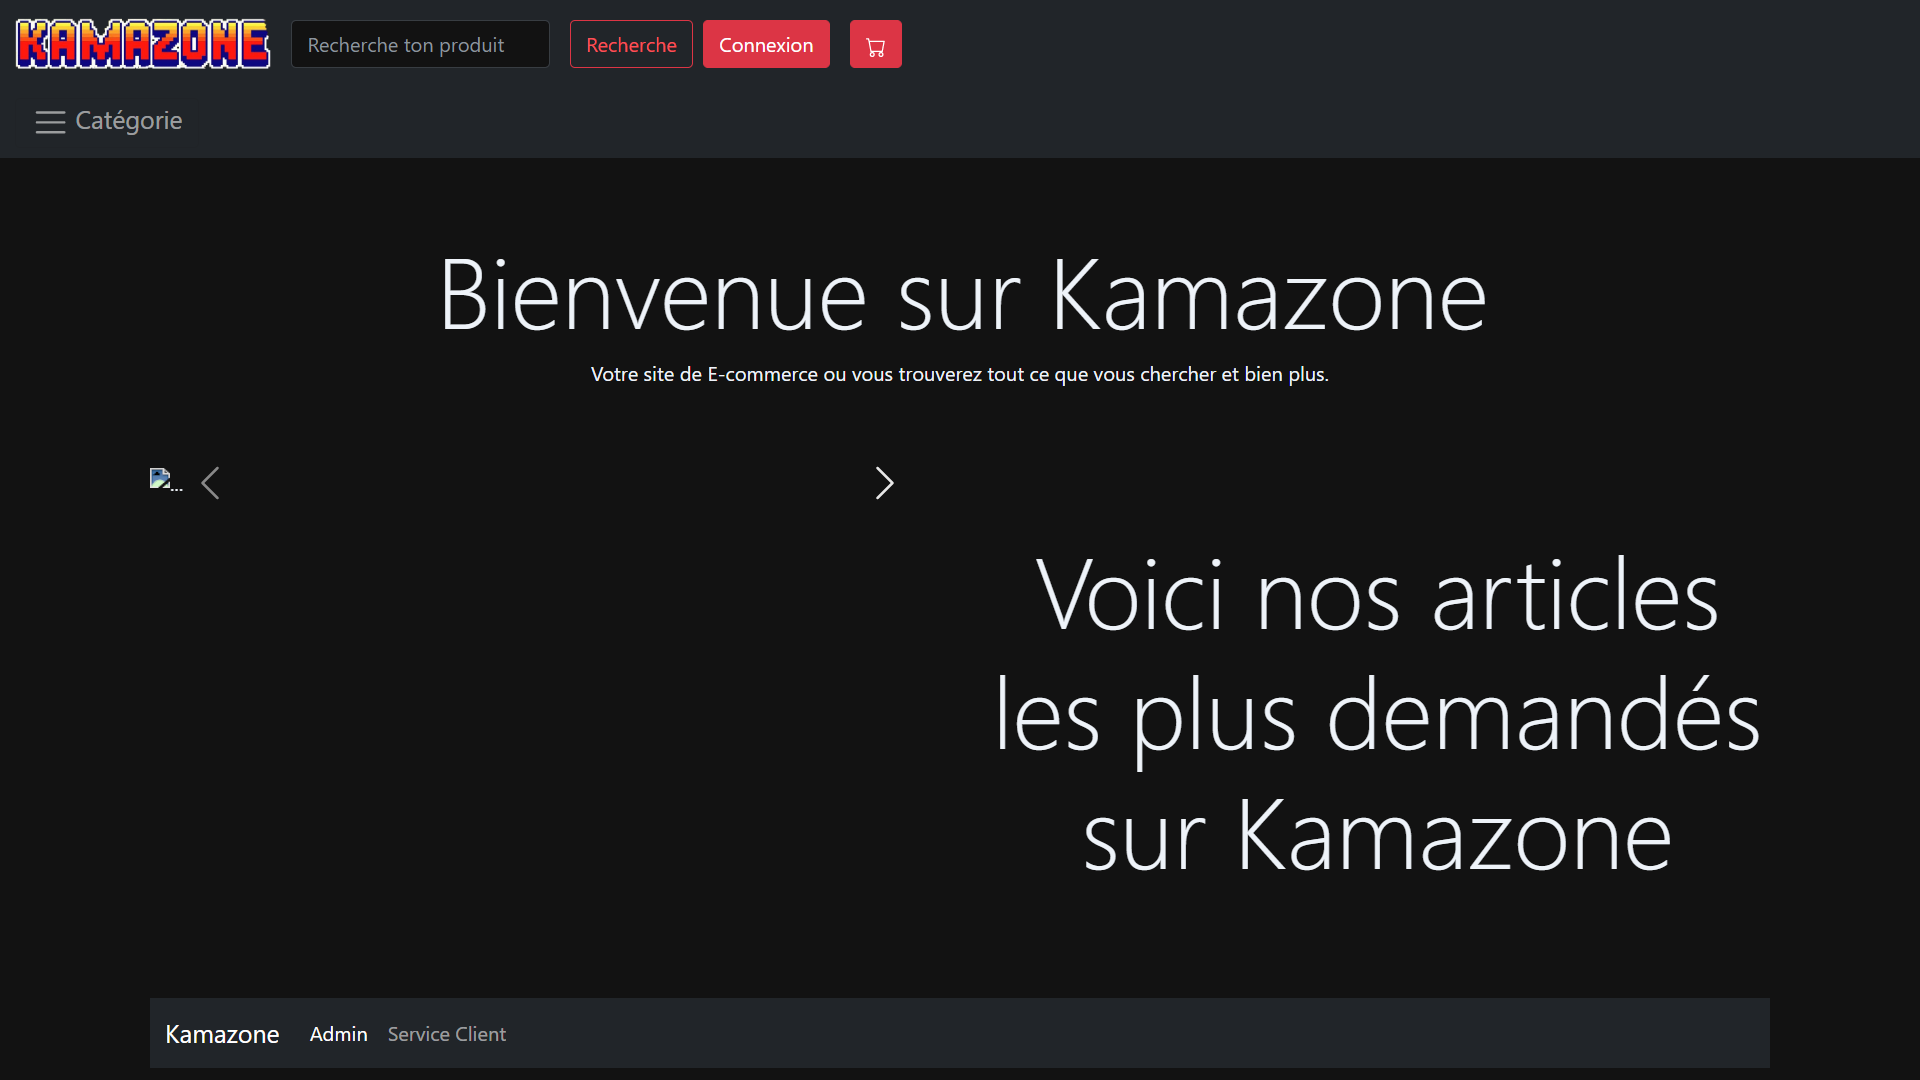 KAMAZONE
Recherche ton produit
Recherche
Connexion
Catégorie
Bienvenue sur Kamazone
Votre site de E-commerce ou vous trouverez tout ce que vous chercher et bien plus.
...
Voici nos articles
les plus demandés
sur Kamazone
Kamazone Admin Service Client